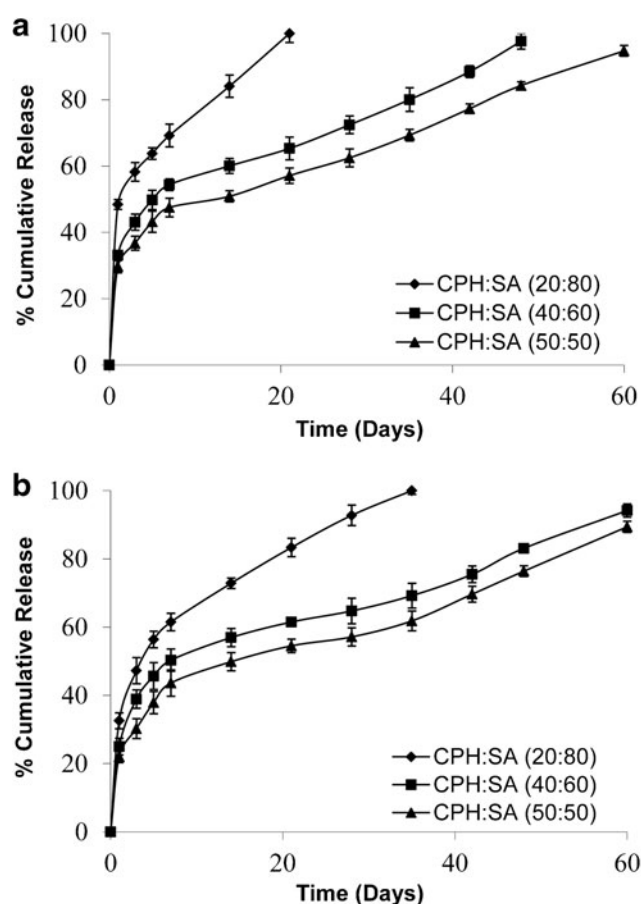 a
% Cumulative Release
100
80
60
40
20
0
CPH:SA (20:80)
CPH:SA (40:60)
CPH:SA (50:50)
0 20 40 60
Time (Days)
b
% Cumulative Release
100
80
60
40
20
0
CPH:SA (20:80)
CPH:SA (40:60)
CPH:SA (50:50)
0 20 40 60
Time (Days)